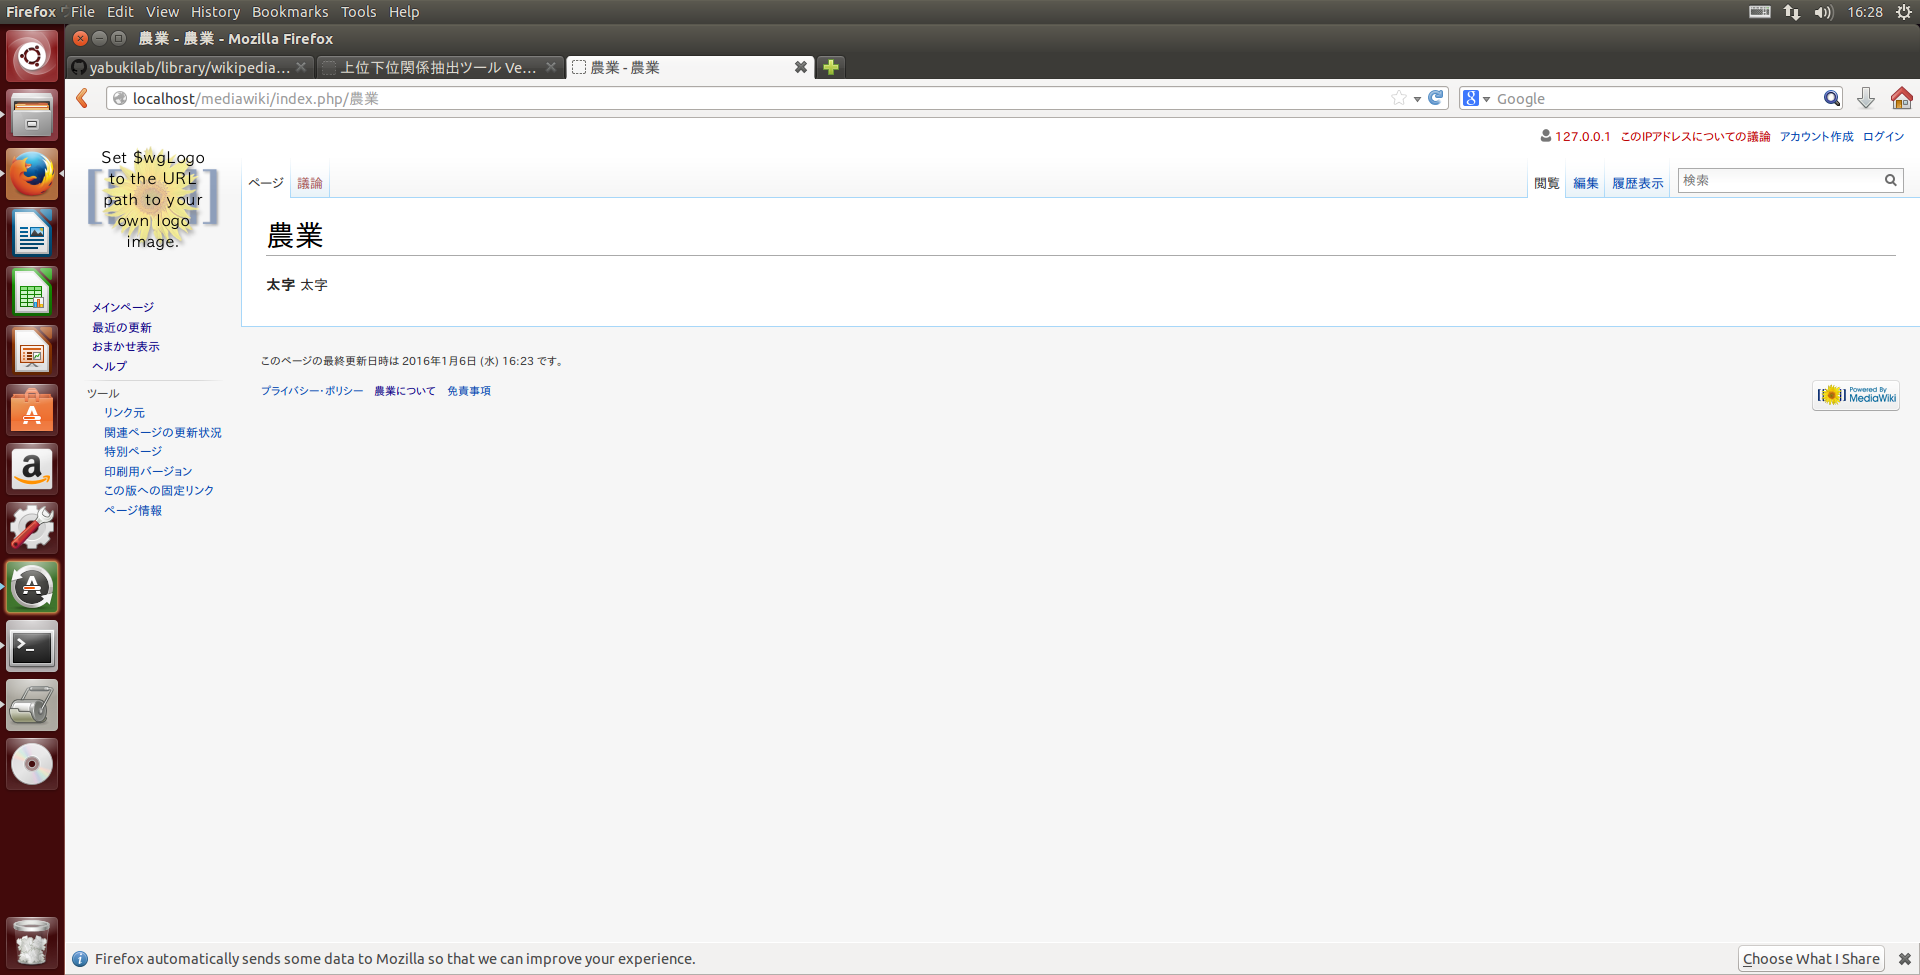 Firefox File Edit View History Bookmarks Tools Help 16:28
農業 - 農業 - Mozilla Firefox
yabukilab/library/wikipedia... 上位下位関係抽出ツール Ve... 農業 - 農業
localhost/mediawiki/index.php/農業 Google
127.0.0.1 このIPアドレスについての議論 アカウント作成 ログイン
Set $wgLogo
to the URL
path to your
own logo
image.
ページ 議論 閲覧 編集 履歴表示 検索
農業
太字 太字
メインページ
最近の更新
おまかせ表示
ヘルプ
ツール
リンク元
関連ページの更新状況
特別ページ
印刷用バージョン
この版への固定リンク
ページ情報
このページの最終更新日時は 2016年1月6日 (水) 16:23 です。
プライバシー・ポリシー 農業について 免責事項
Powered By
MediaWiki
Firefox automatically sends some data to Mozilla so that we can improve your experience. Choose What I Share